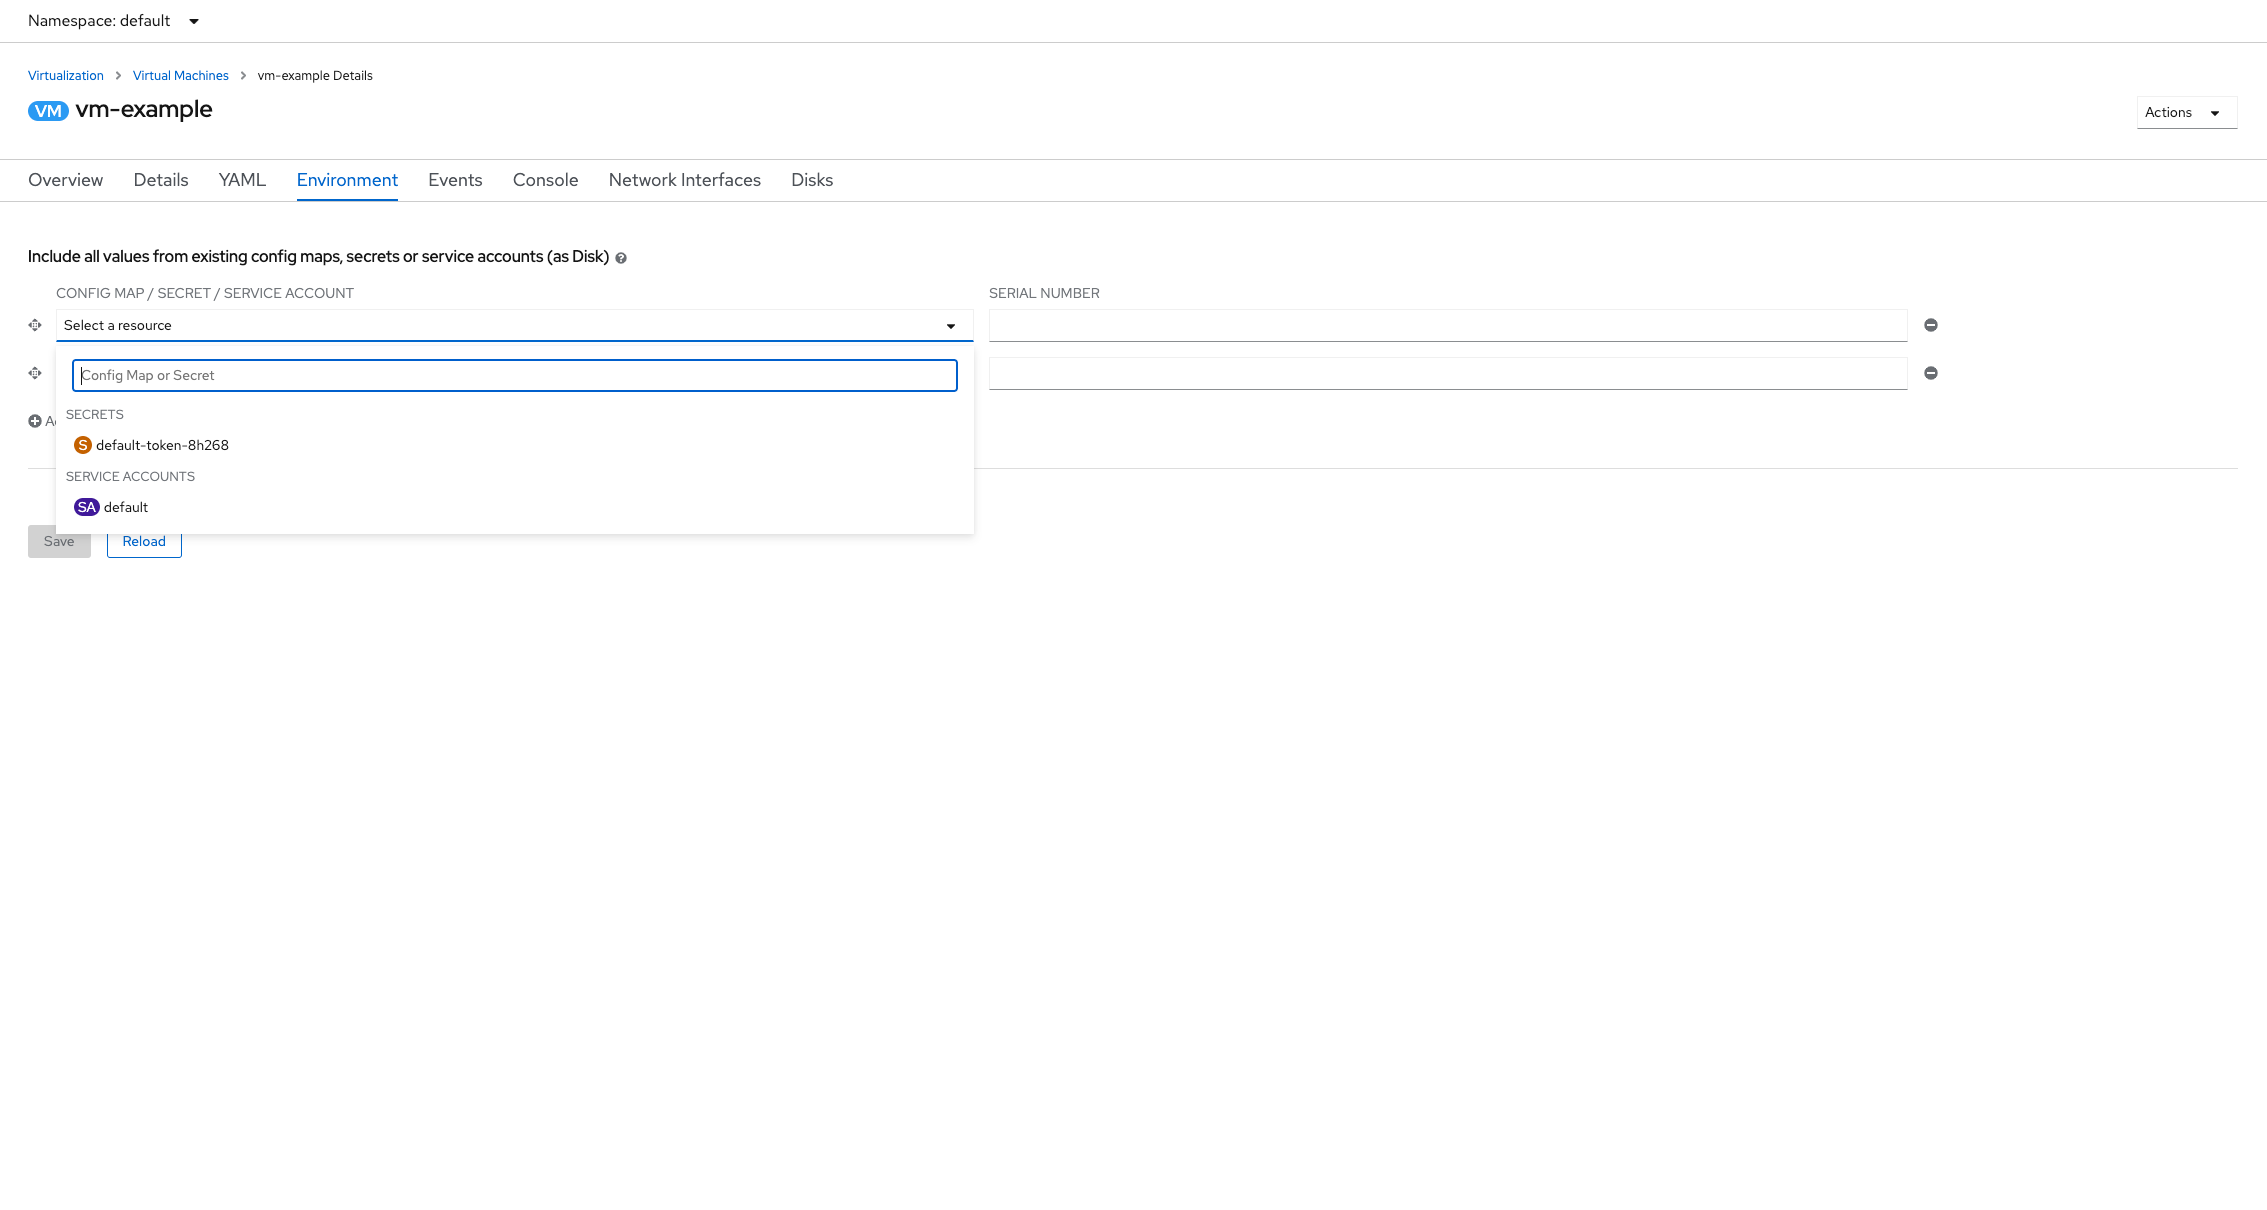 Namespace: default
Virtualization > Virtual Machines > vm-example Details
VM vm-example
Actions
Overview Details YAML Environment Events Console Network Interfaces Disks
Include all values from existing config maps, secrets or service accounts (as Disk)
CONFIG MAP / SECRET / SERVICE ACCOUNT SERIAL NUMBER
Select a resource
Config Map or Secret
SECRETS
S default-token-8h268
SERVICE ACCOUNTS
SA default
Save Reload